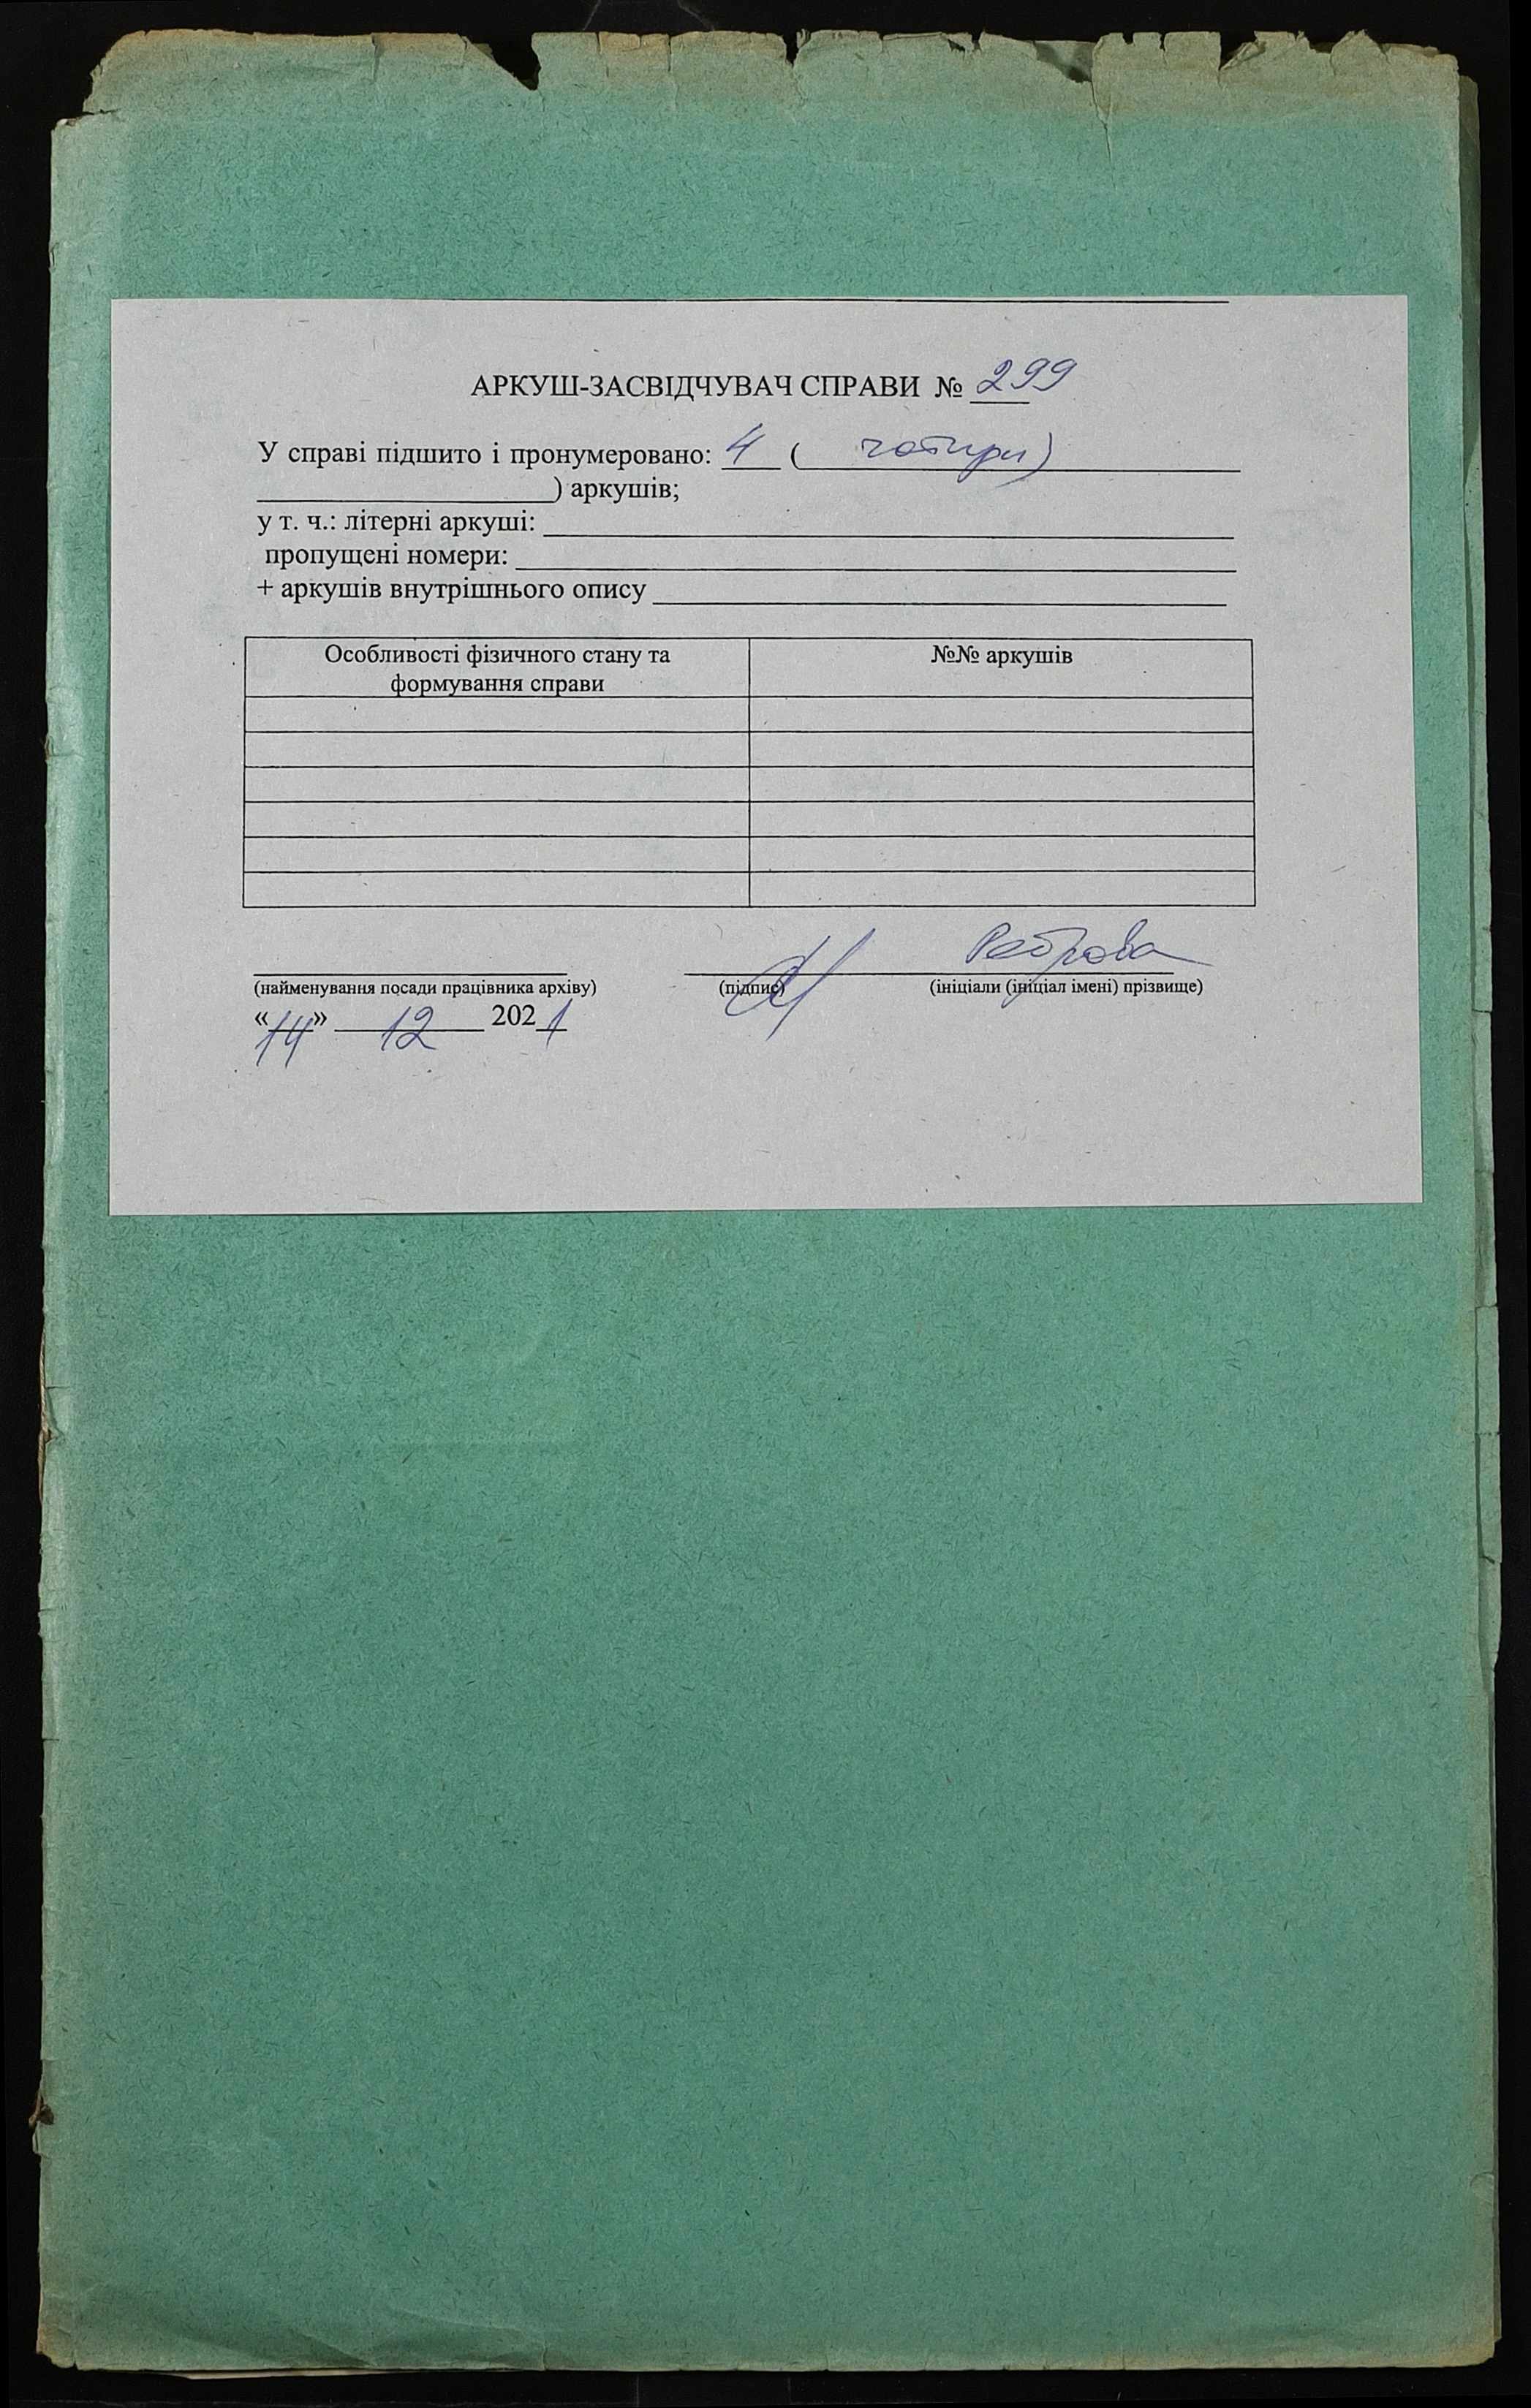 АРКУШ-ЗАСВІДЧУВАЧ СПРАВИ № 299
У справі підшито і пронумеровано: 4 ( чотири)
) аркушів;
у т. ч.: літерні аркуші:
пропущені номери:
+ аркушів внутрішнього опису
Особливості фізичного стану та №№ аркушів
формування справи
Реброва
(найменування посади працівника архіву) (підпис) (ініціали (ініціал імені) прізвище)
«14» 12 2021